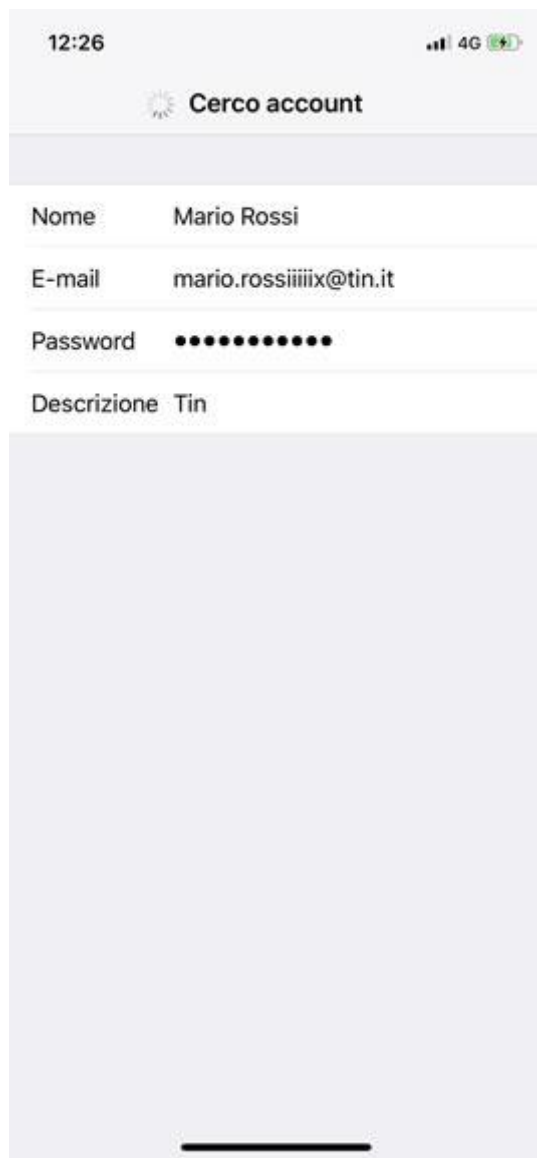 12:26 4G
Cerco account
Nome Mario Rossi
E-mail mario.rossiiiiix@tin.it
Password •••••••••••
Descrizione Tin